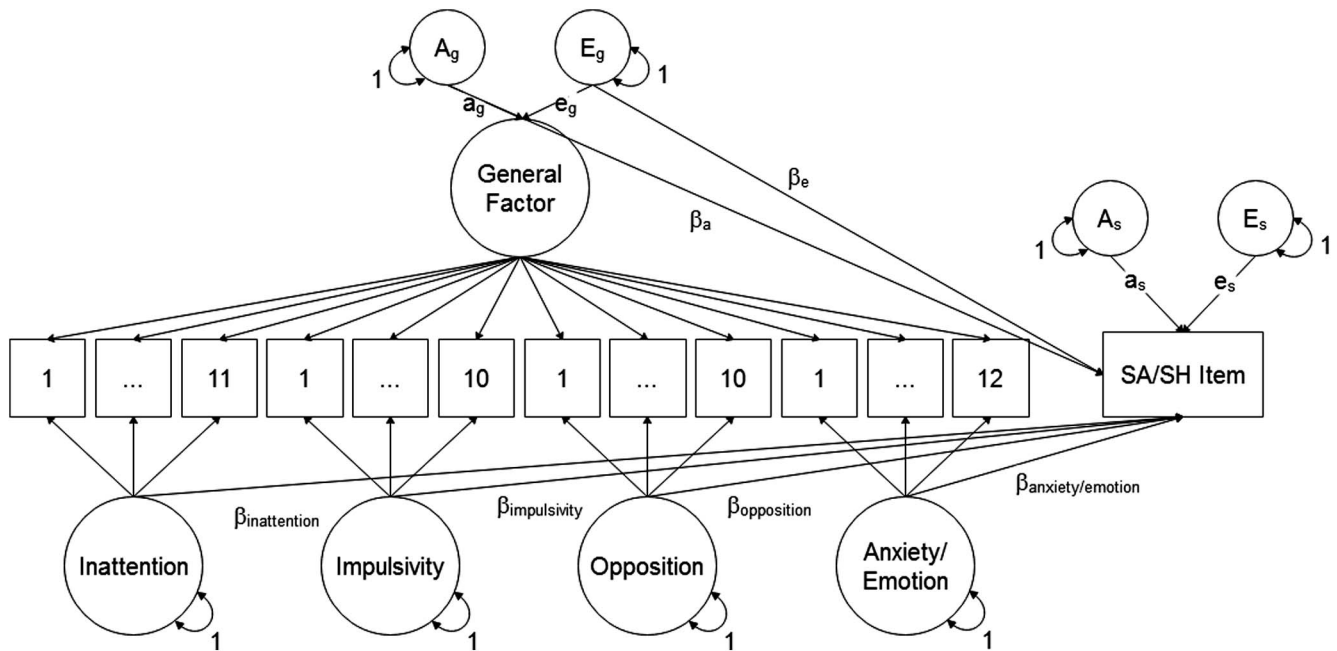 Ag
Eg
1
1
ag
eg
General
Factor
βe
βa
As
Es
1
1
as
es
1
...
11
1
...
10
1
...
10
1
...
12
SA/SH Item
βinattention
βimpulsivity
βopposition
βanxiety/emotion
Inattention
Impulsivity
Opposition
Anxiety/
Emotion
1
1
1
1